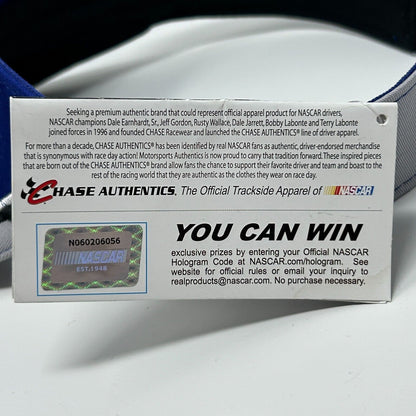 Seeking a premium authentic brand that could represent official apparel product for NASCAR drivers,
NASCAR champions Dale Earnhardt, Sr., Jeff Gordon, Rusty Wallace, Dale Jarrett, Bobby Labonte and Terry Labonte
joined forces in 1996 and founded CHASE Racewear and launched the CHASE AUTHENTICS® line of driver apparel.
For more than a decade, CHASE AUTHENTICS® has been identified by real NASCAR fans as authentic, driver-endorsed merchandise
that is synonymous with race day action! Motorsports Authentics is now proud to carry that tradition forward. These inspired pieces
that are born out of the CHASE AUTHENTICS® brand allow fans the chance to support their favorite driver and team and boast to the
rest of the racing world that they are authentic as the clothes they wear on race day.
CHASE AUTHENTICS, The Official Trackside Apparel of NASCAR
YOU CAN WIN
N060206056
NASCAR
EST.1948
exclusive prizes by entering your Official NASCAR
Hologram Code at NASCAR.com/hologram. See
website for official rules or email your inquiry to
realproducts@nascar.com. No purchase necessary.